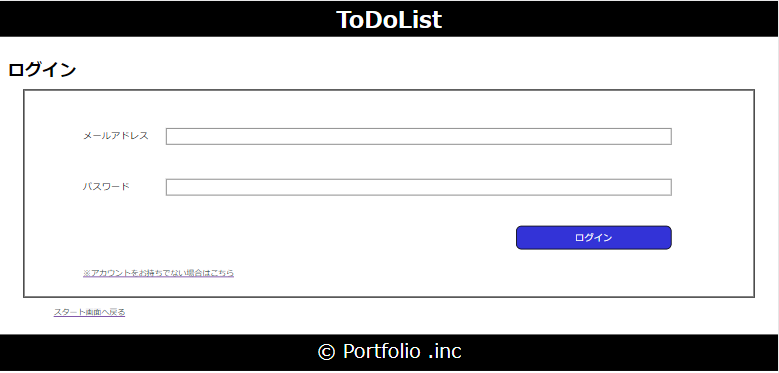 ToDoList
ログイン
メールアドレス
パスワード
ログイン
※アカウントをお持ちでない場合はこちら
スタート画面へ戻る
© Portfolio .inc